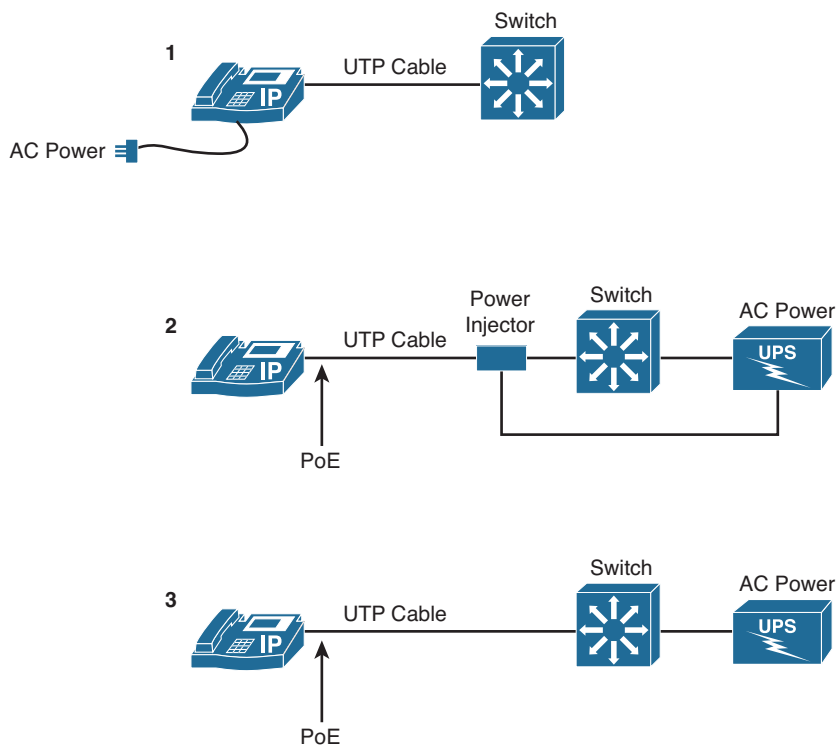 Switch
1
UTP Cable
IP
AC Power
Power
Injector
Switch
AC Power
2
UTP Cable
UPS
IP
PoE
Switch
AC Power
3
UTP Cable
UPS
IP
PoE